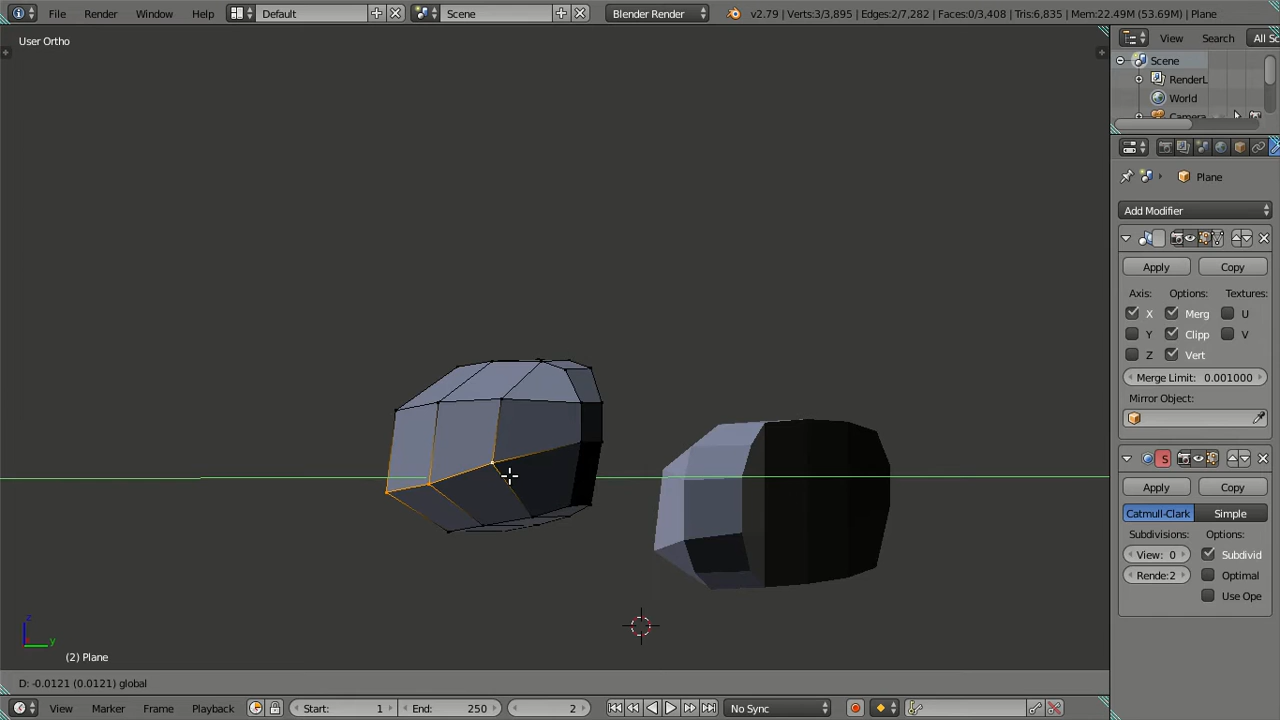 File Render Window Help Default Scene Blender Render v2.79 | Verts:3/3,895 | Edges:2/7,282 | Faces:0/3,408 | Tris:6,835 | Mem:22.49M (53.69M) | Plane
User Ortho
View Search All Sc
Scene
RenderL
World
Camera
Plane
Add Modifier
Apply Copy
Axis: Options: Textures:
X Merg U
Y Clipp V
Z Vert
Merge Limit: 0.001000
Mirror Object:
S
Apply Copy
Catmull-Clark Simple
Subdivisions: Options:
View: 0 Subdivid
Rende:2 Optimal
Use Ope
z
y
(2) Plane
D: -0.0121 (0.0121) global
View Marker Frame Playback Start: 1 End: 250 2 No Sync